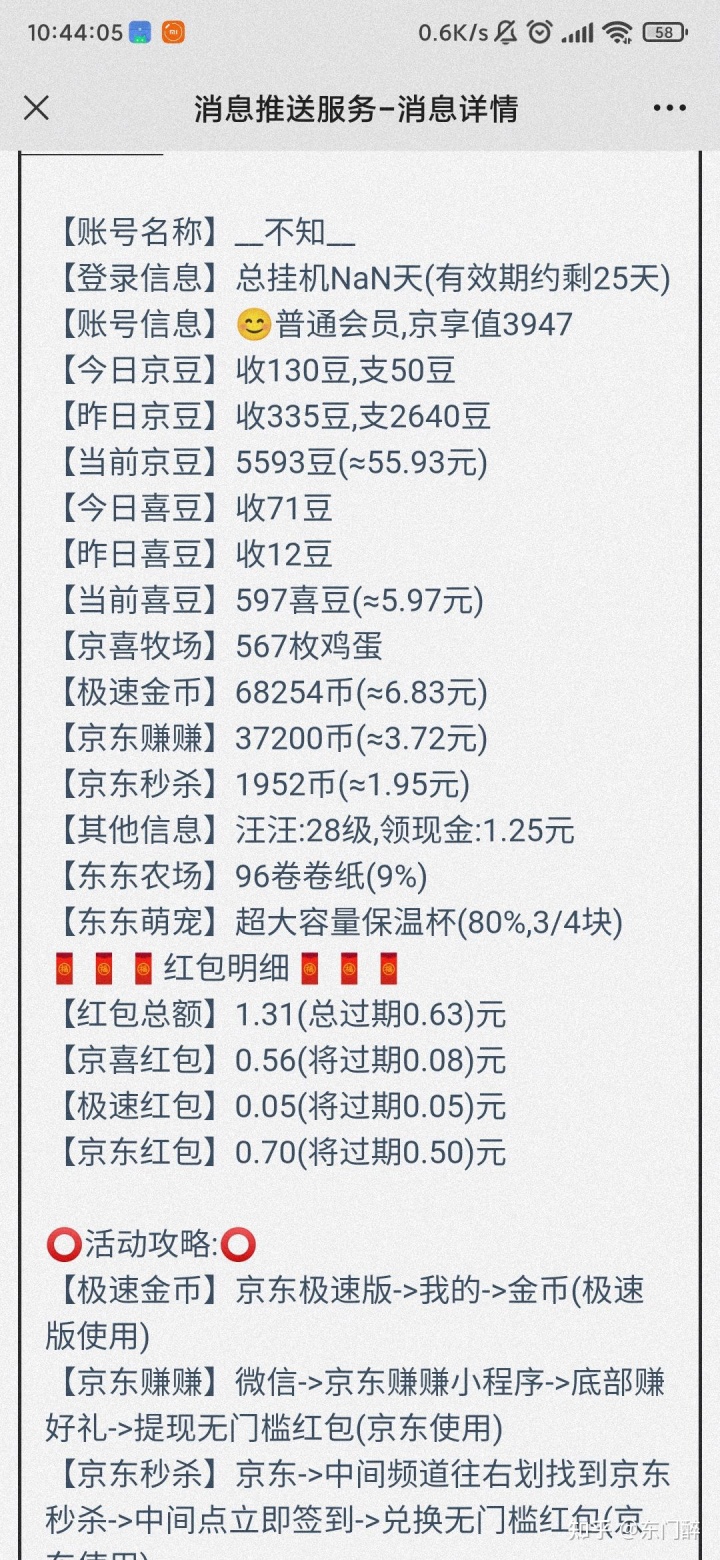 10:44:05 0.6K/s 58
消息推送服务-消息详情
【账号名称】__不知__
【登录信息】总挂机NaN天(有效期约剩25天)
【账号信息】😊普通会员,京享值3947
【今日京豆】收130豆,支50豆
【昨日京豆】收335豆,支2640豆
【当前京豆】5593豆(≈55.93元)
【今日喜豆】收71豆
【昨日喜豆】收12豆
【当前喜豆】597喜豆(≈5.97元)
【京喜牧场】567枚鸡蛋
【极速金币】68254币(≈6.83元)
【京东赚赚】37200币(≈3.72元)
【京东秒杀】1952币(≈1.95元)
【其他信息】汪汪:28级,领现金:1.25元
【东东农场】96卷卷纸(9%)
【东东萌宠】超大容量保温杯(80%,3/4块)
🧧🧧🧧红包明细🧧🧧🧧
【红包总额】1.31(总过期0.63)元
【京喜红包】0.56(将过期0.08)元
【极速红包】0.05(将过期0.05)元
【京东红包】0.70(将过期0.50)元
⭕活动攻略:⭕
【极速金币】京东极速版->我的->金币(极速
版使用)
【京东赚赚】微信->京东赚赚小程序->底部赚
好礼->提现无门槛红包(京东使用)
【京东秒杀】京东->中间频道往右划找到京东
秒杀->中间点立即签到->兑换无门槛红包(京
东使用)
知乎 @东门醉